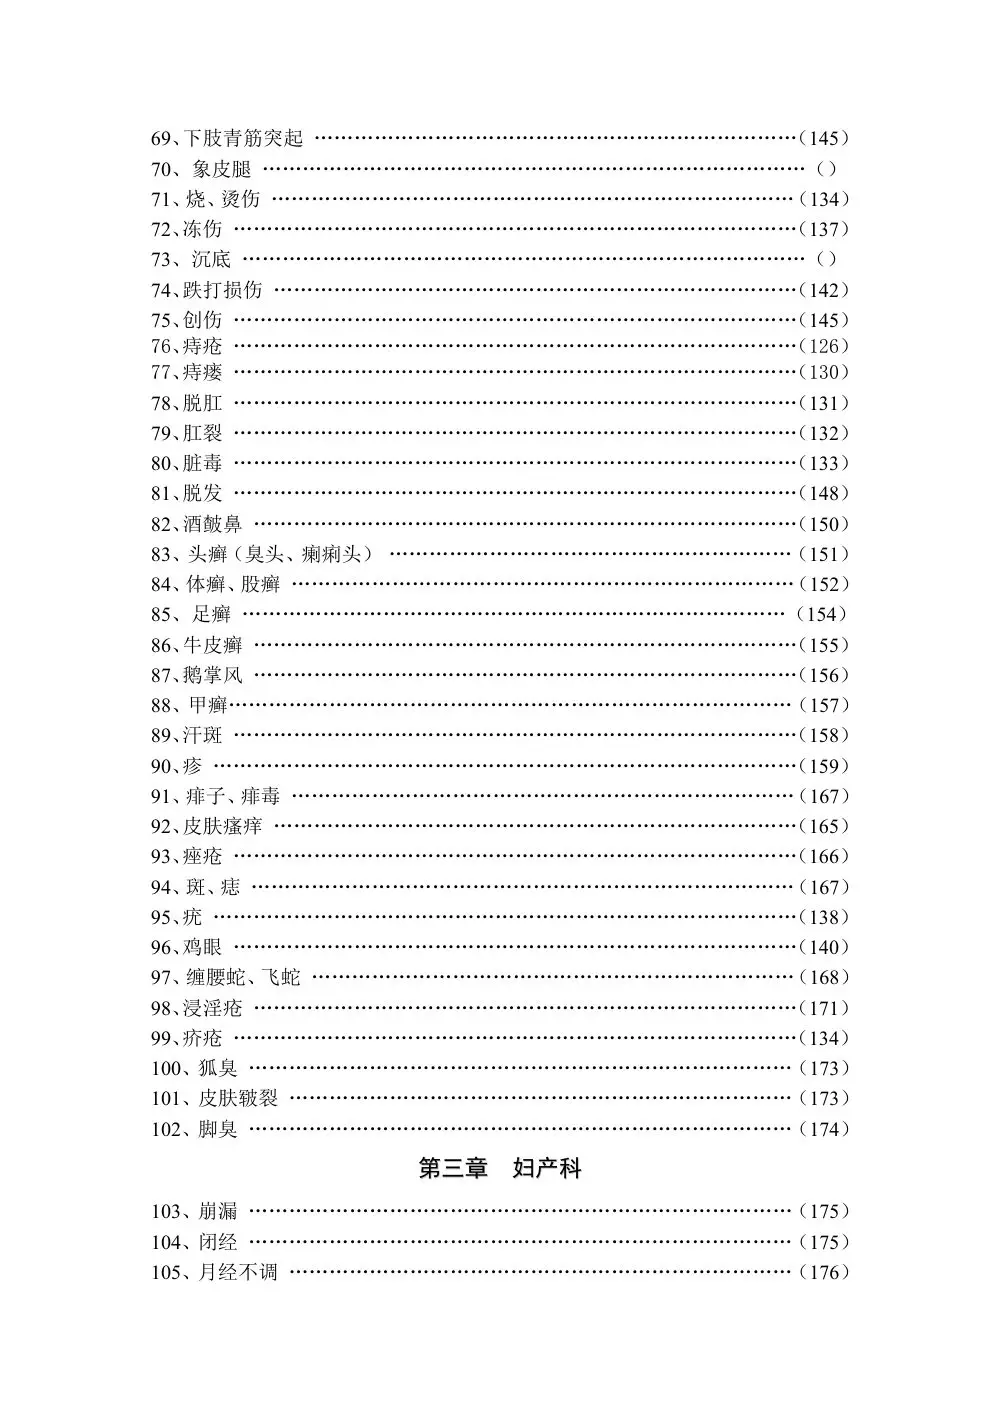 69、下肢青筋突起 ………………………………………………………………(145)
70、象皮腿 ………………………………………………………………………()
71、烧、烫伤 ……………………………………………………………………(134)
72、冻伤 …………………………………………………………………………(137)
73、沉底 …………………………………………………………………………()
74、跌打损伤 ……………………………………………………………………(142)
75、创伤 …………………………………………………………………………(145)
76、痔疮 …………………………………………………………………………(126)
77、痔瘘 …………………………………………………………………………(130)
78、脱肛 …………………………………………………………………………(131)
79、肛裂 …………………………………………………………………………(132)
80、脏毒 …………………………………………………………………………(133)
81、脱发 …………………………………………………………………………(148)
82、酒皶鼻 ………………………………………………………………………(150)
83、头癣（臭头、瘌痢头） ……………………………………………………(151)
84、体癣、股癣 …………………………………………………………………(152)
85、足癣 …………………………………………………………………………(154)
86、牛皮癣 ………………………………………………………………………(155)
87、鹅掌风 ………………………………………………………………………(156)
88、甲癣…………………………………………………………………………(157)
89、汗斑 …………………………………………………………………………(158)
90、疹 ……………………………………………………………………………(159)
91、痱子、痱毒 …………………………………………………………………(167)
92、皮肤瘙痒 ……………………………………………………………………(165)
93、痤疮 …………………………………………………………………………(166)
94、斑、痣 ………………………………………………………………………(167)
95、疣 ……………………………………………………………………………(138)
96、鸡眼 …………………………………………………………………………(140)
97、缠腰蛇、飞蛇 ………………………………………………………………(168)
98、浸淫疮 ………………………………………………………………………(171)
99、疥疮 …………………………………………………………………………(134)
100、狐臭 ………………………………………………………………………(173)
101、皮肤皲裂 …………………………………………………………………(173)
102、脚臭 ………………………………………………………………………(174)
第三章　妇产科
103、崩漏 ………………………………………………………………………(175)
104、闭经 ………………………………………………………………………(175)
105、月经不调 …………………………………………………………………(176)